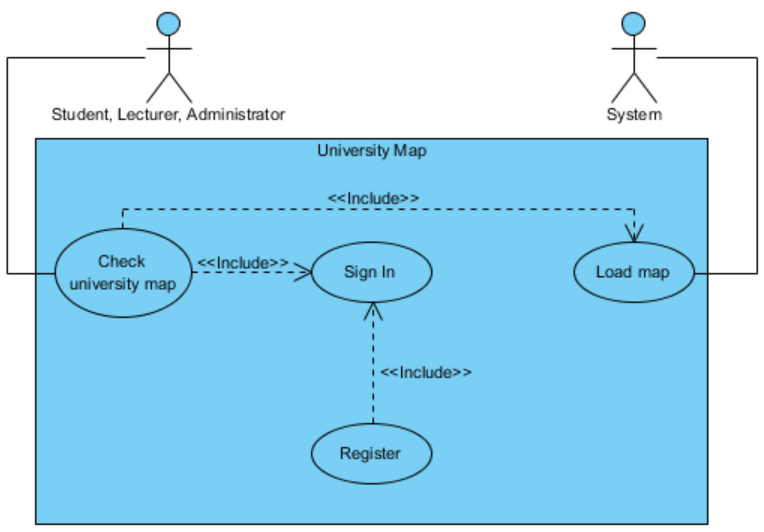 Student, Lecturer, Administrator
System
University Map
<<Include>>
Check
university map
<<Include>>
Sign In
Load map
<<Include>>
Register